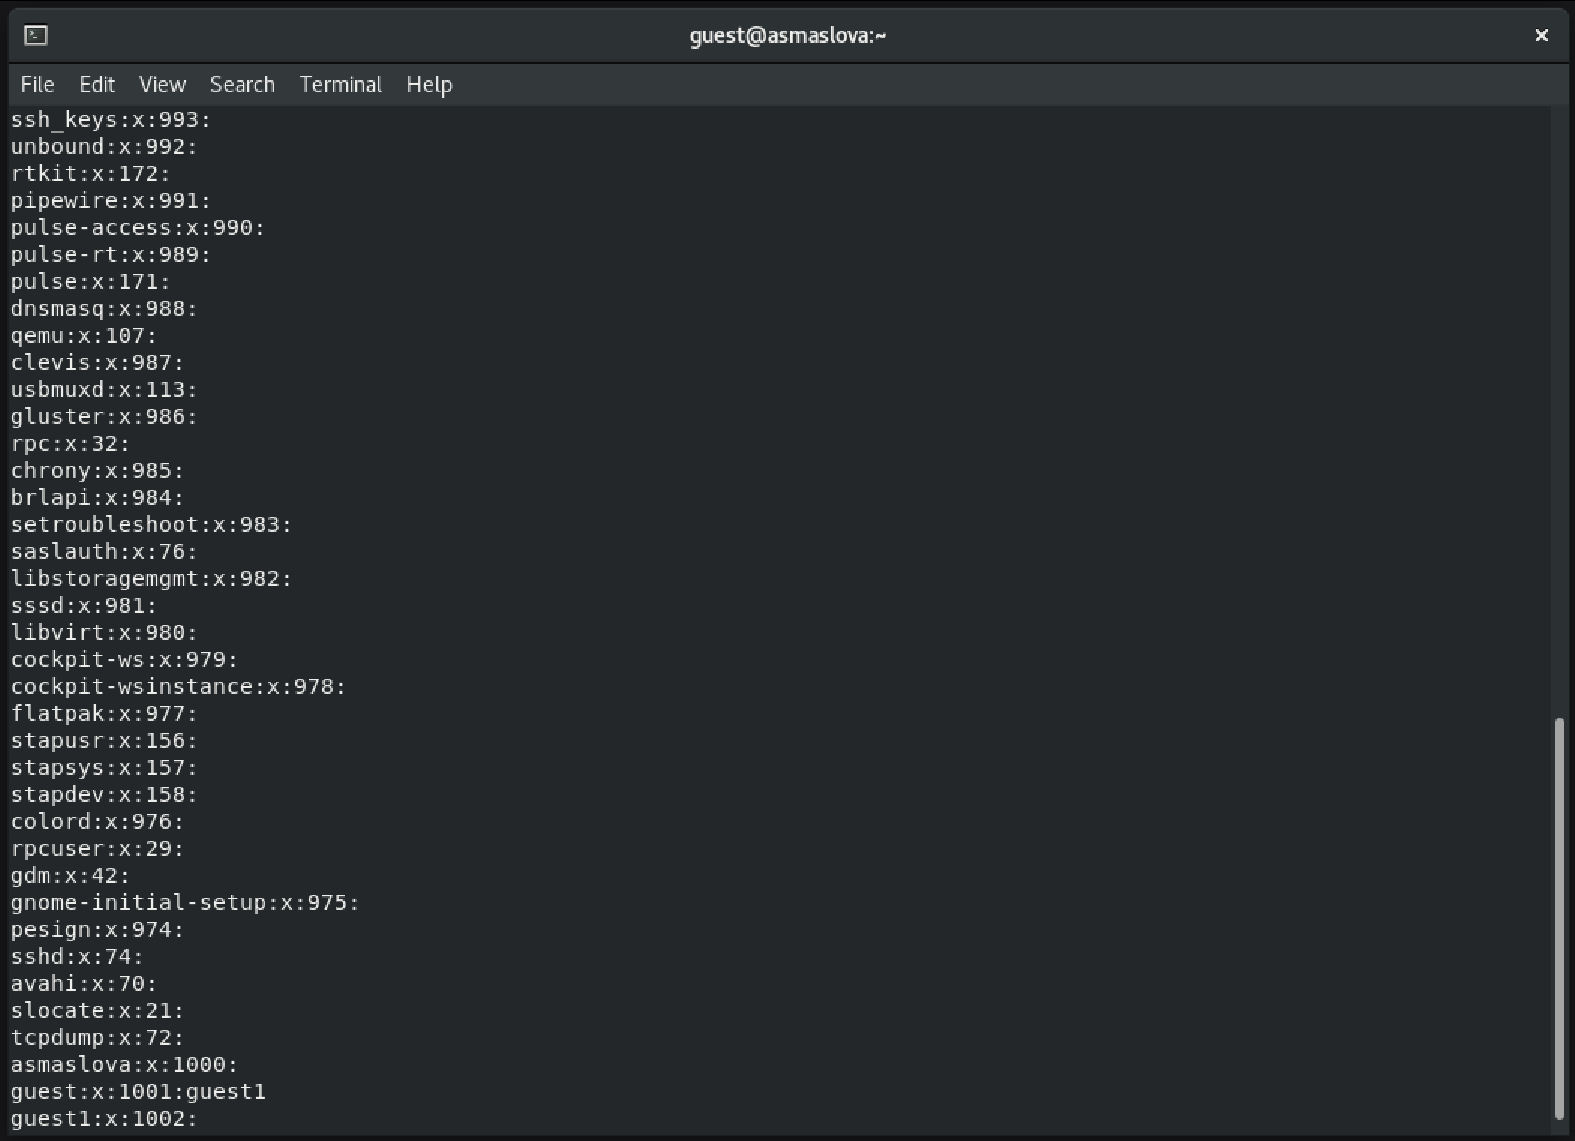 guest@asmaslova:~
File Edit View Search Terminal Help
ssh_keys:x:993:
unbound:x:992:
rtkit:x:172:
pipewire:x:991:
pulse-access:x:990:
pulse-rt:x:989:
pulse:x:171:
dnsmasq:x:988:
qemu:x:107:
clevis:x:987:
usbmuxd:x:113:
gluster:x:986:
rpc:x:32:
chrony:x:985:
brlapi:x:984:
setroubleshoot:x:983:
saslauth:x:76:
libstoragemgmt:x:982:
sssd:x:981:
libvirt:x:980:
cockpit-ws:x:979:
cockpit-wsinstance:x:978:
flatpak:x:977:
stapusr:x:156:
stapsys:x:157:
stapdev:x:158:
colord:x:976:
rpcuser:x:29:
gdm:x:42:
gnome-initial-setup:x:975:
pesign:x:974:
sshd:x:74:
avahi:x:70:
slocate:x:21:
tcpdump:x:72:
asmaslova:x:1000:
guest:x:1001:guest1
guest1:x:1002: